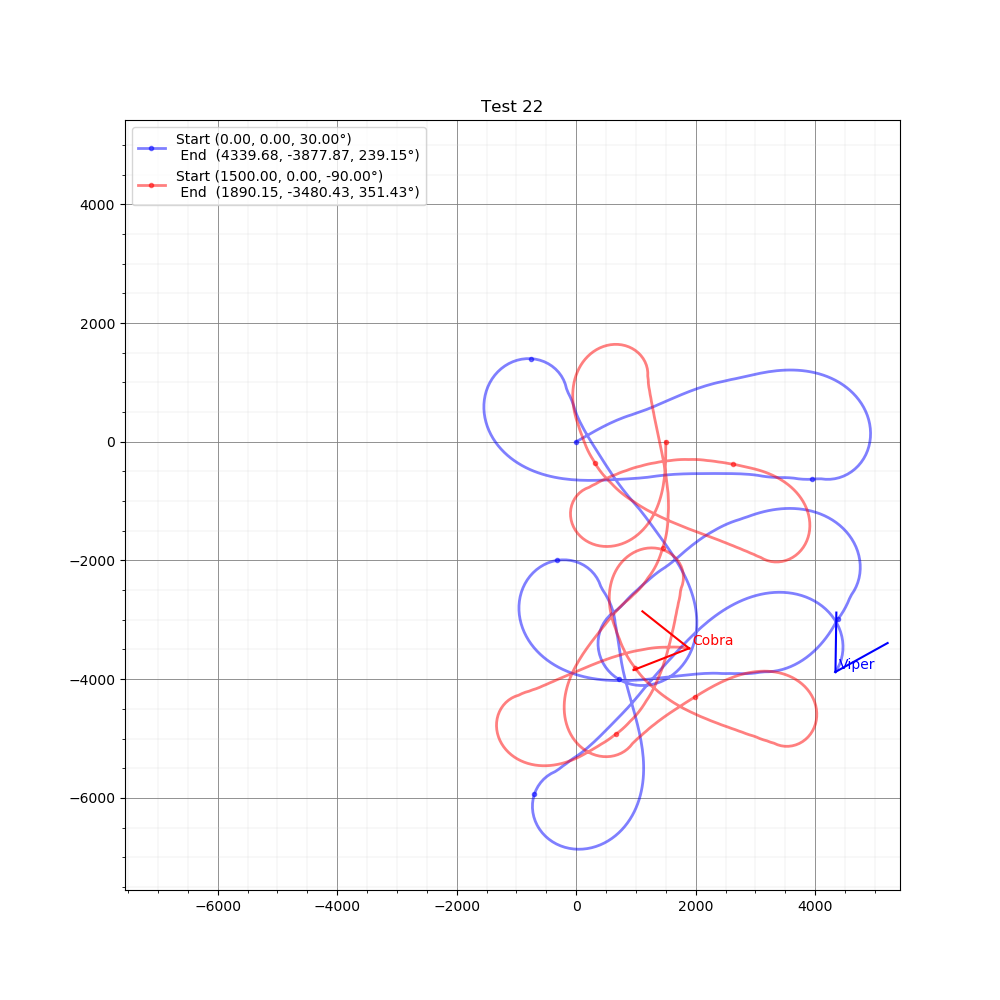 Test 22
Start (0.00, 0.00, 30.00°)
End (4339.68, -3877.87, 239.15°)
Start (1500.00, 0.00, -90.00°)
End (1890.15, -3480.43, 351.43°)
4000
2000
0
−2000
−4000
−6000
Cobra
Viper
−6000 −4000 −2000 0 2000 4000